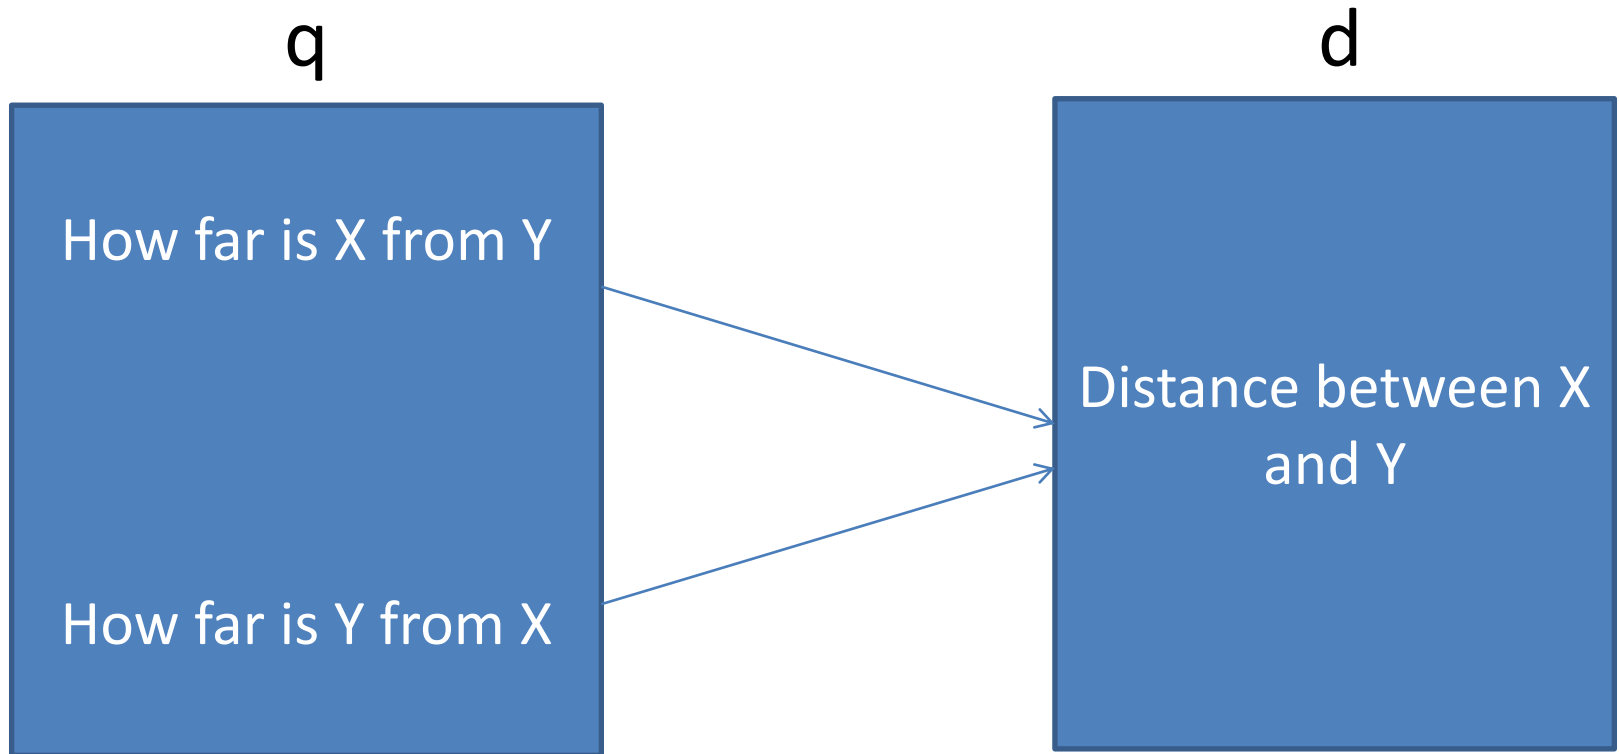 q
d
How far is X from Y
How far is Y from X
Distance between X
and Y